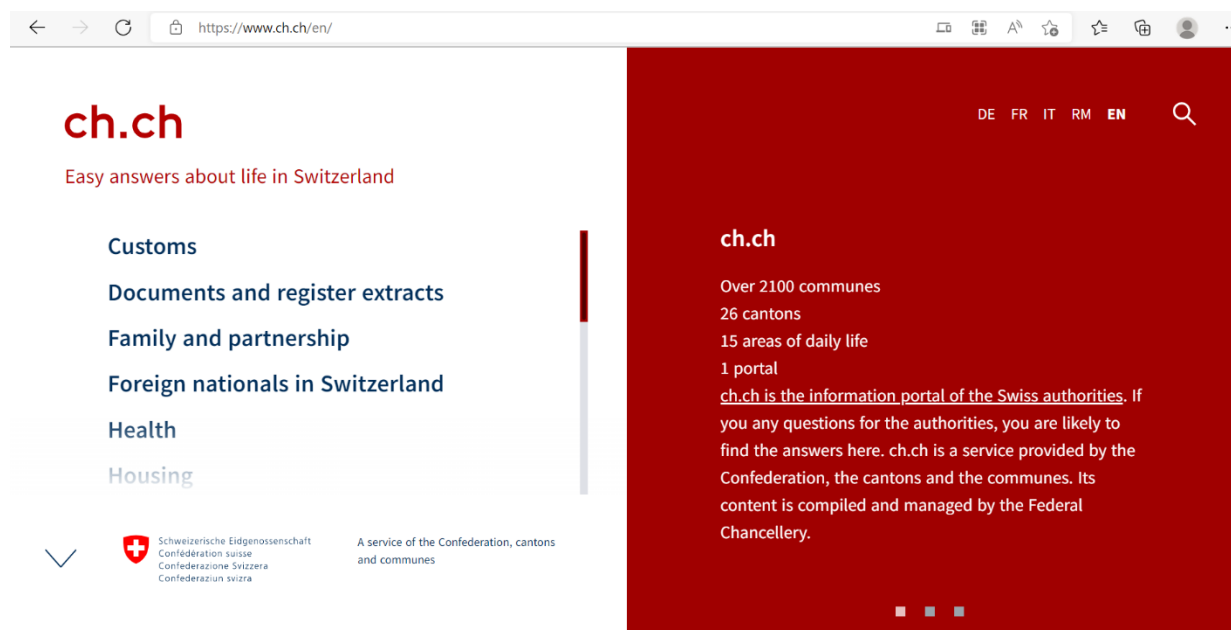 https://www.ch.ch/en/
ch.ch
Easy answers about life in Switzerland
Customs
Documents and register extracts
Family and partnership
Foreign nationals in Switzerland
Health
Housing
Schweizerische Eidgenossenschaft
Confédération suisse
Confederazione Svizzera
Confederaziun svizra
A service of the Confederation, cantons
and communes
DE FR IT RM EN
ch.ch
Over 2100 communes
26 cantons
15 areas of daily life
1 portal
ch.ch is the information portal of the Swiss authorities. If
you any questions for the authorities, you are likely to
find the answers here. ch.ch is a service provided by the
Confederation, the cantons and the communes. Its
content is compiled and managed by the Federal
Chancellery.